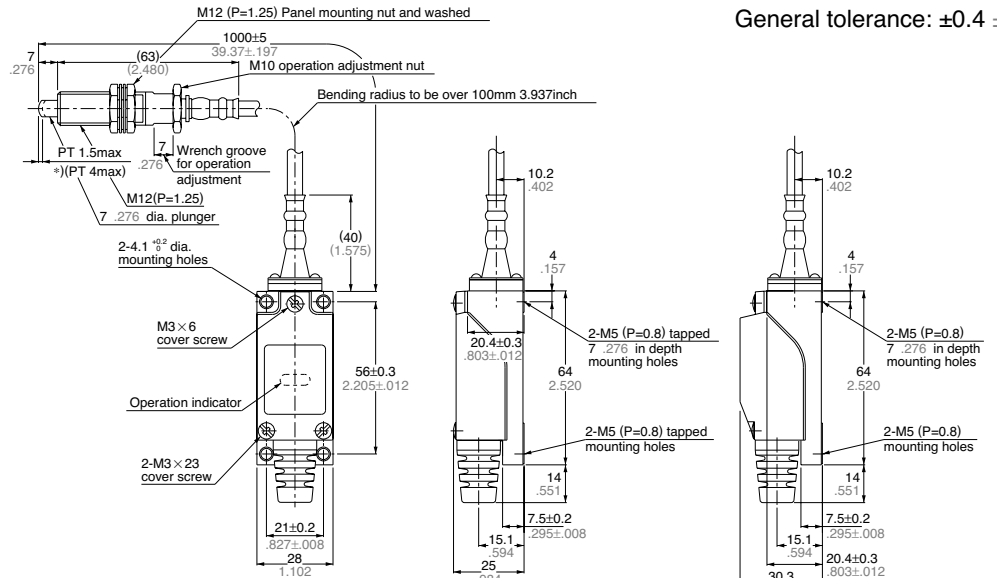 M12 (P=1.25) Panel mounting nut and washed
General tolerance: ±0.4
1000±5
39.37±.197
7
.276
(63)
(2.480)
M10 operation adjustment nut
Bending radius to be over 100mm 3.937inch
PT 1.5max
*)(PT 4max)
7
.276
Wrench groove
for operation
adjustment
M12(P=1.25)
7 .276 dia. plunger
2-4.1 +0.2 0 dia.
mounting holes
(40)
(1.575)
M3×6
cover screw
56±0.3
2.205±.012
Operation indicator
2-M3×23
cover screw
21±0.2
.827±.008
28
1.102
10.2
.402
4
.157
20.4±0.3
.803±.012
2-M5 (P=0.8) tapped
7 .276 in depth
mounting holes
64
2.520
2-M5 (P=0.8) tapped
mounting holes
14
.551
7.5±0.2
.295±.008
15.1
.594
25
10.2
.402
4
.157
2-M5 (P=0.8)
7 .276 in depth
mounting holes
64
2.520
2-M5 (P=0.8)
mounting holes
14
.551
7.5±0.2
.295±.008
15.1
.594
20.4±0.3
.803±.012
30.3